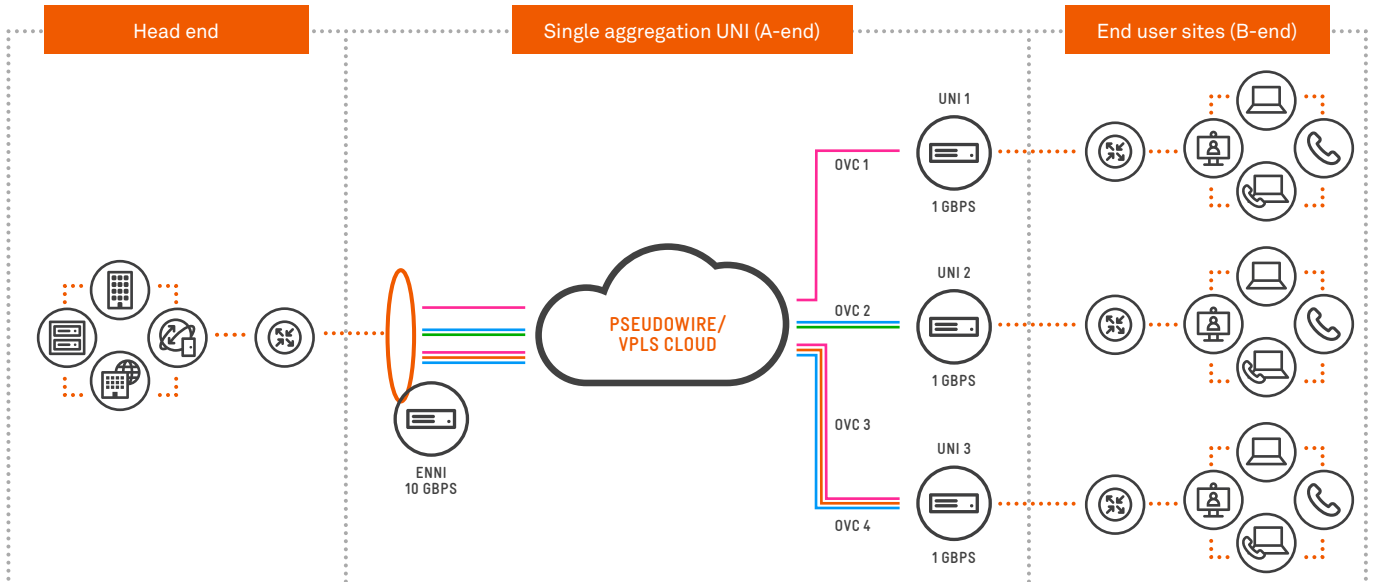 Head end
Single aggregation UNI (A-end)
End user sites (B-end)
UNI 1
OVC 1
1 GBPS
UNI 2
OVC 2
PSEUDOWIRE/
VPLS CLOUD
1 GBPS
OVC 3
UNI 3
ENNI
10 GBPS
OVC 4
1 GBPS